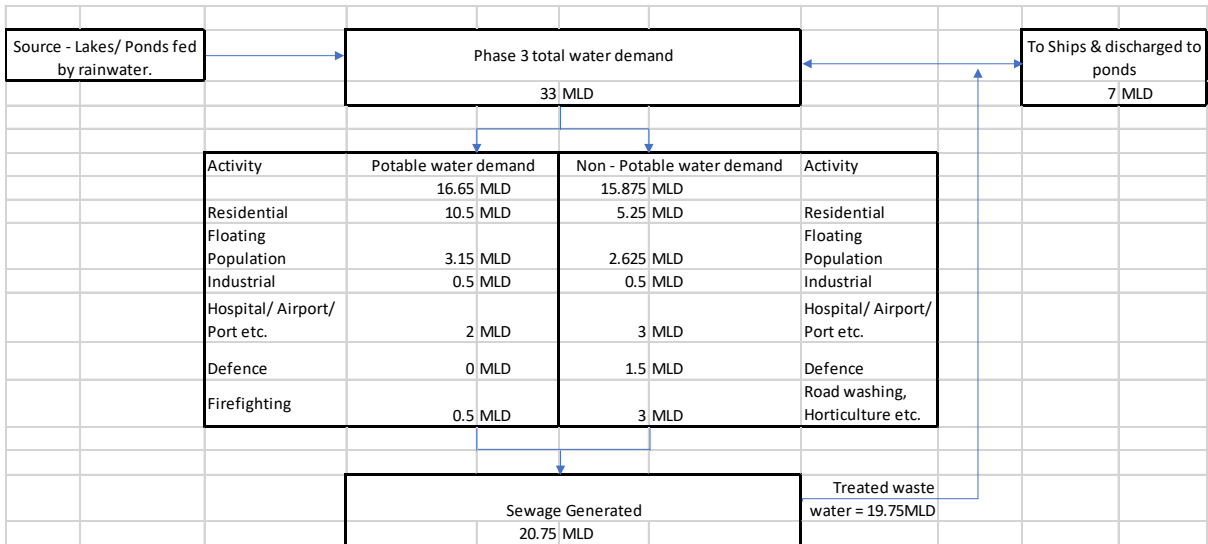 Source - Lakes/ Ponds fed
by rainwater.
Phase 3 total water demand
33 MLD
To Ships & discharged to
ponds
7 MLD
Activity Potable water demand Non - Potable water demand Activity
16.65 MLD 15.875 MLD
Residential 10.5 MLD 5.25 MLD Residential
Floating
Population 3.15 MLD 2.625 MLD
Floating
Population
Industrial 0.5 MLD 0.5 MLD Industrial
Hospital/ Airport/
Port etc. 2 MLD 3 MLD
Hospital/ Airport/
Port etc.
Defence 0 MLD 1.5 MLD Defence
Firefighting 0.5 MLD 3 MLD
Road washing,
Horticulture etc.
Sewage Generated
20.75 MLD
Treated waste
water = 19.75MLD